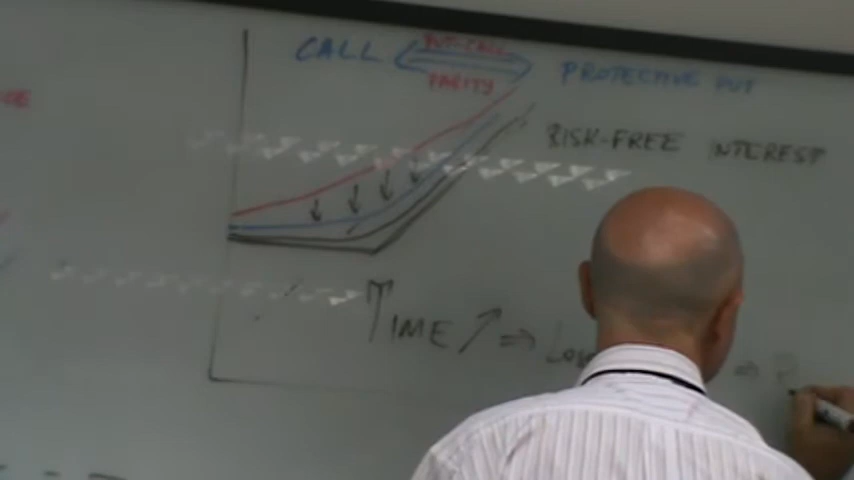 CALL
PUT-CALL
PARITY
PROTECTIVE PUT
RISK-FREE INTEREST
TIME ↗ ⇒